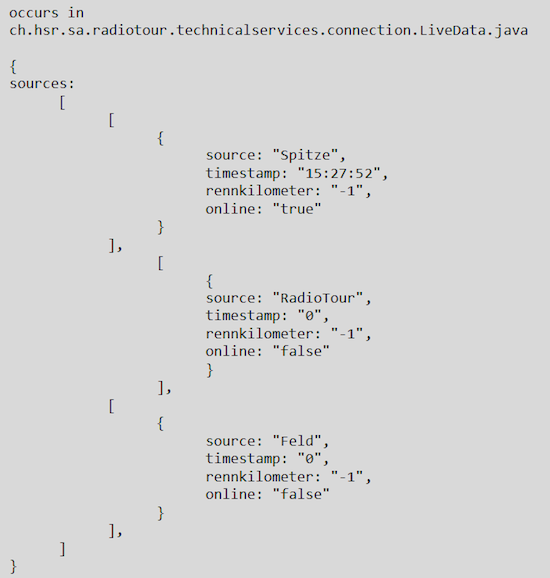 occurs in
ch.hsr.sa.radiotour.technicalservices.connection.LiveData.java
{
sources:
[
[
{
source: "Spitze",
timestamp: "15:27:52",
rennkilometer: "-1",
online: "true"
}
],
[
{
source: "RadioTour",
timestamp: "0",
rennkilometer: "-1",
online: "false"
}
],
[
{
source: "Feld",
timestamp: "0",
rennkilometer: "-1",
online: "false"
}
],
]
}